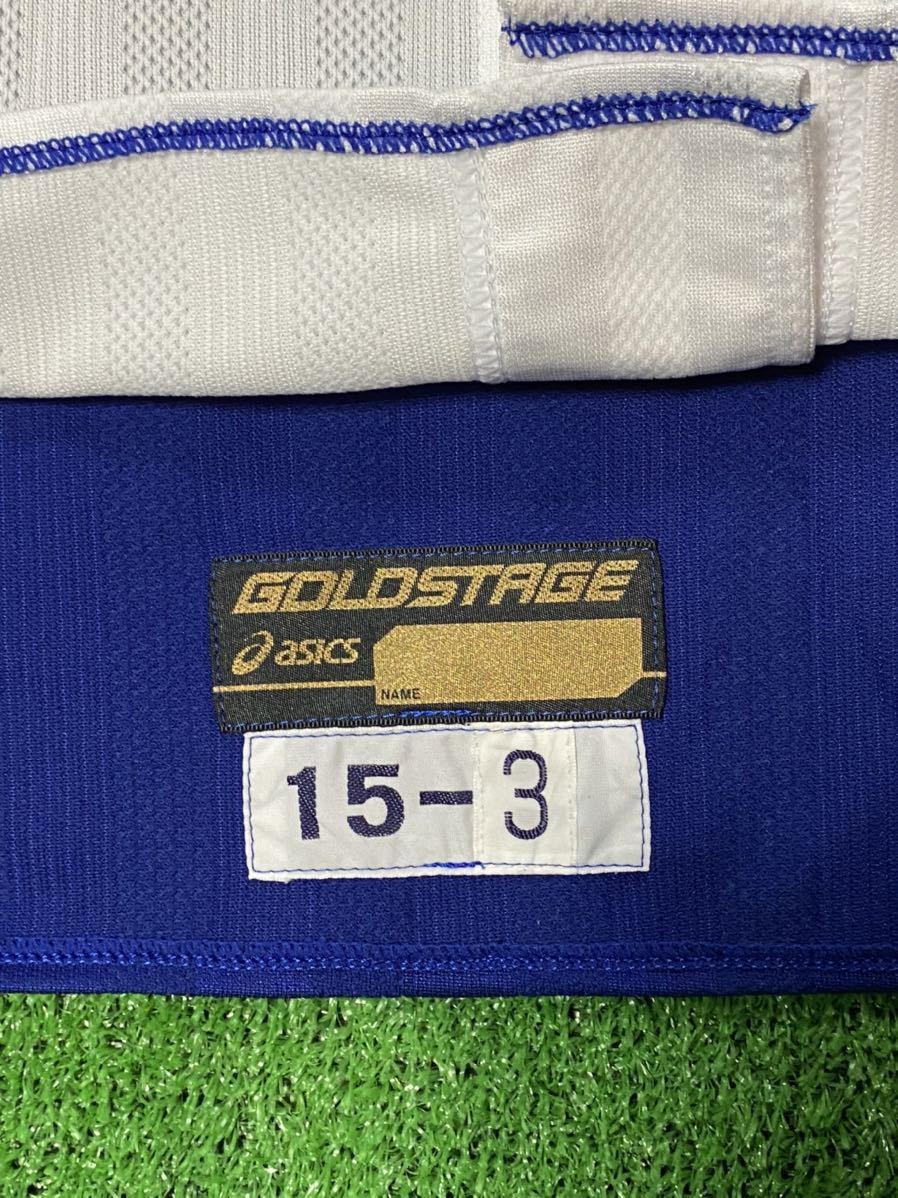 GOLDSTAGE
asics
NAME
15-3